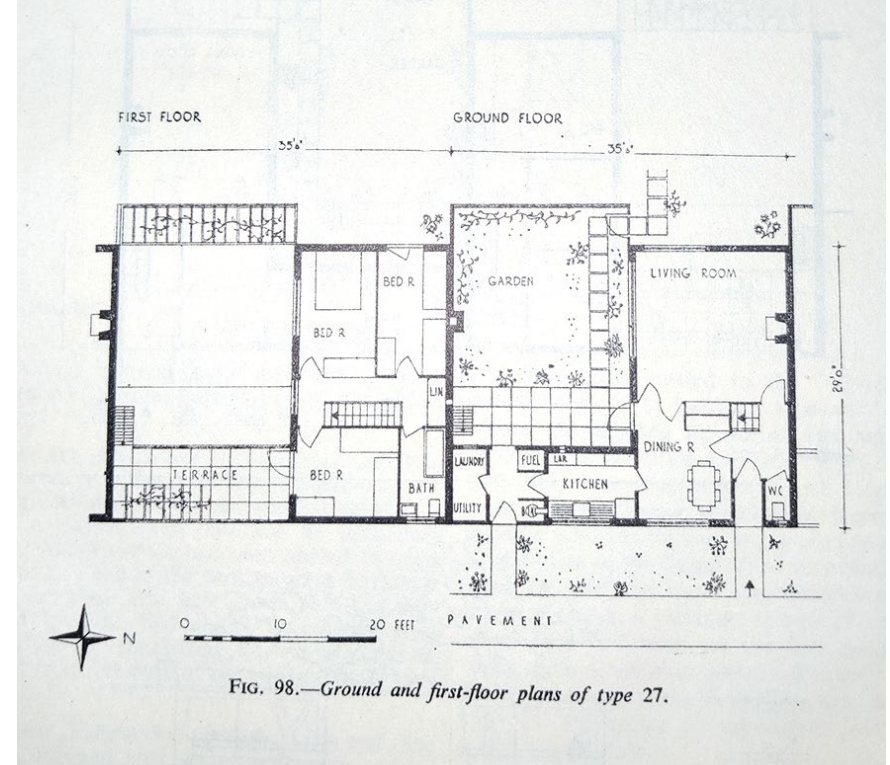 FIRST FLOOR
GROUND FLOOR
35'6"
35'6"
BED R
GARDEN
LIVING ROOM
BED R
29'0"
LIN
DINING R
TERRACE
BED R
BATH
LAUNDRY
UTILITY
FUEL
LAR
KITCHEN
WC
N
0 10 20 FEET
PAVEMENT
FIG. 98.—Ground and first-floor plans of type 27.